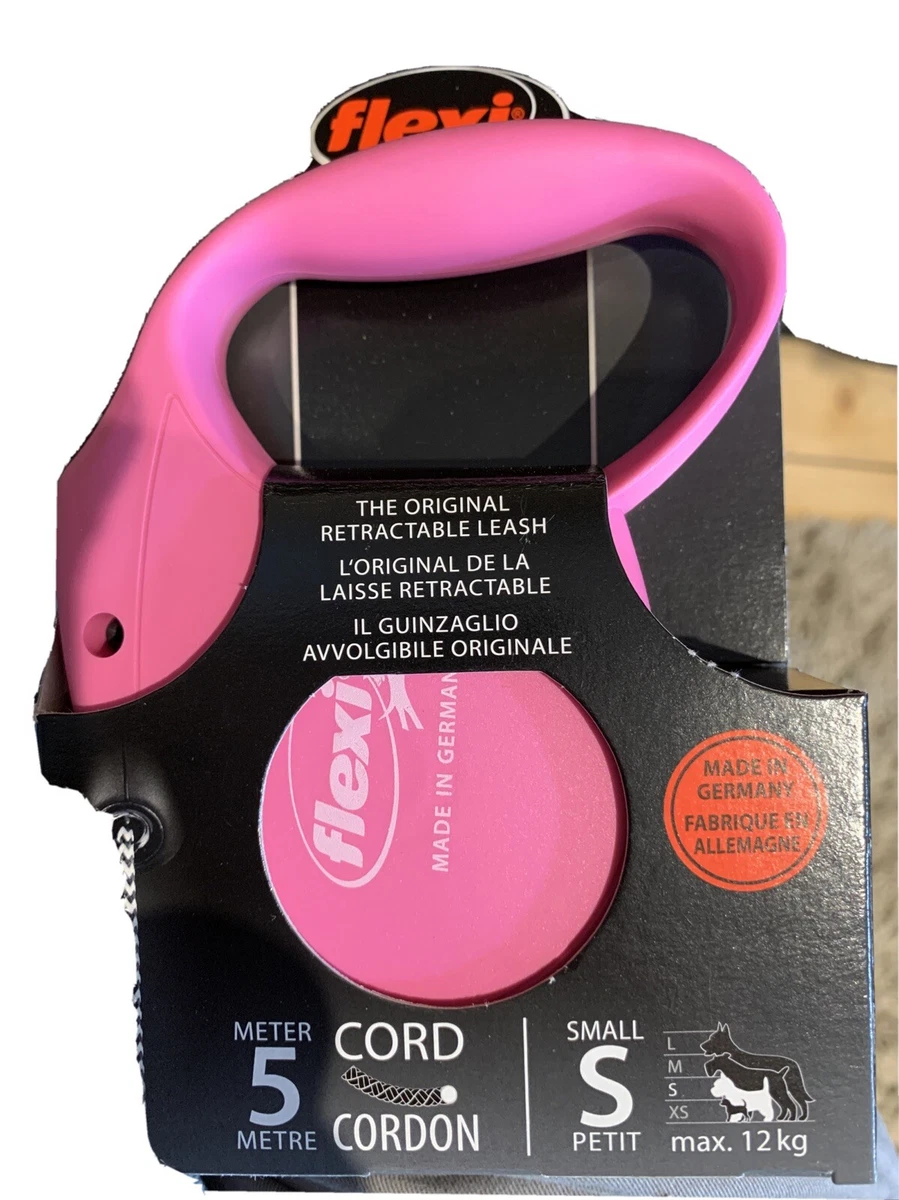 flexi®
THE ORIGINAL
RETRACTABLE LEASH
L'ORIGINAL DE LA
LAISSE RETRACTABLE
IL GUINZAGLIO
AVVOLGIBILE ORIGINALE
flexi
MADE IN GERMAN
MADE IN
GERMANY
FABRIQUE EN
ALLEMAGNE
METER
5
METRE
CORD
CORDON
SMALL
S
PETIT
L
M
S
XS
max. 12 kg